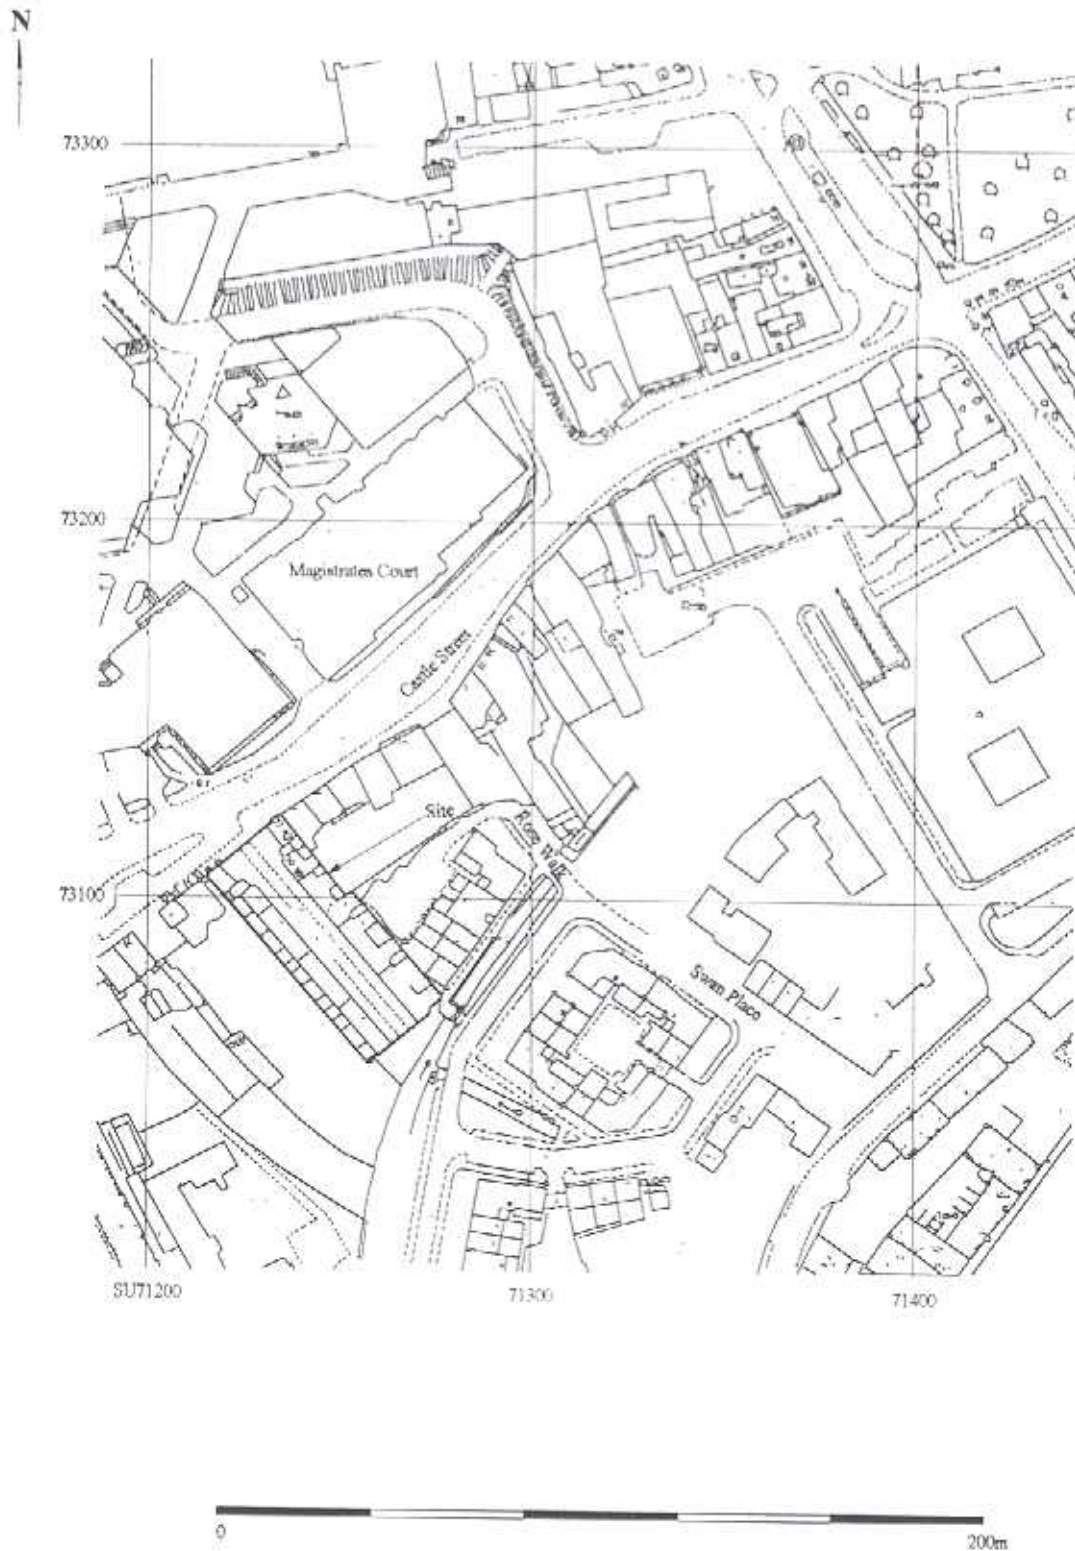 N
73300
73200
Magistrates Court
Castle Street
Site
Rose Walk
73100
Swan Place
SU71200
71300
71400
0
200m